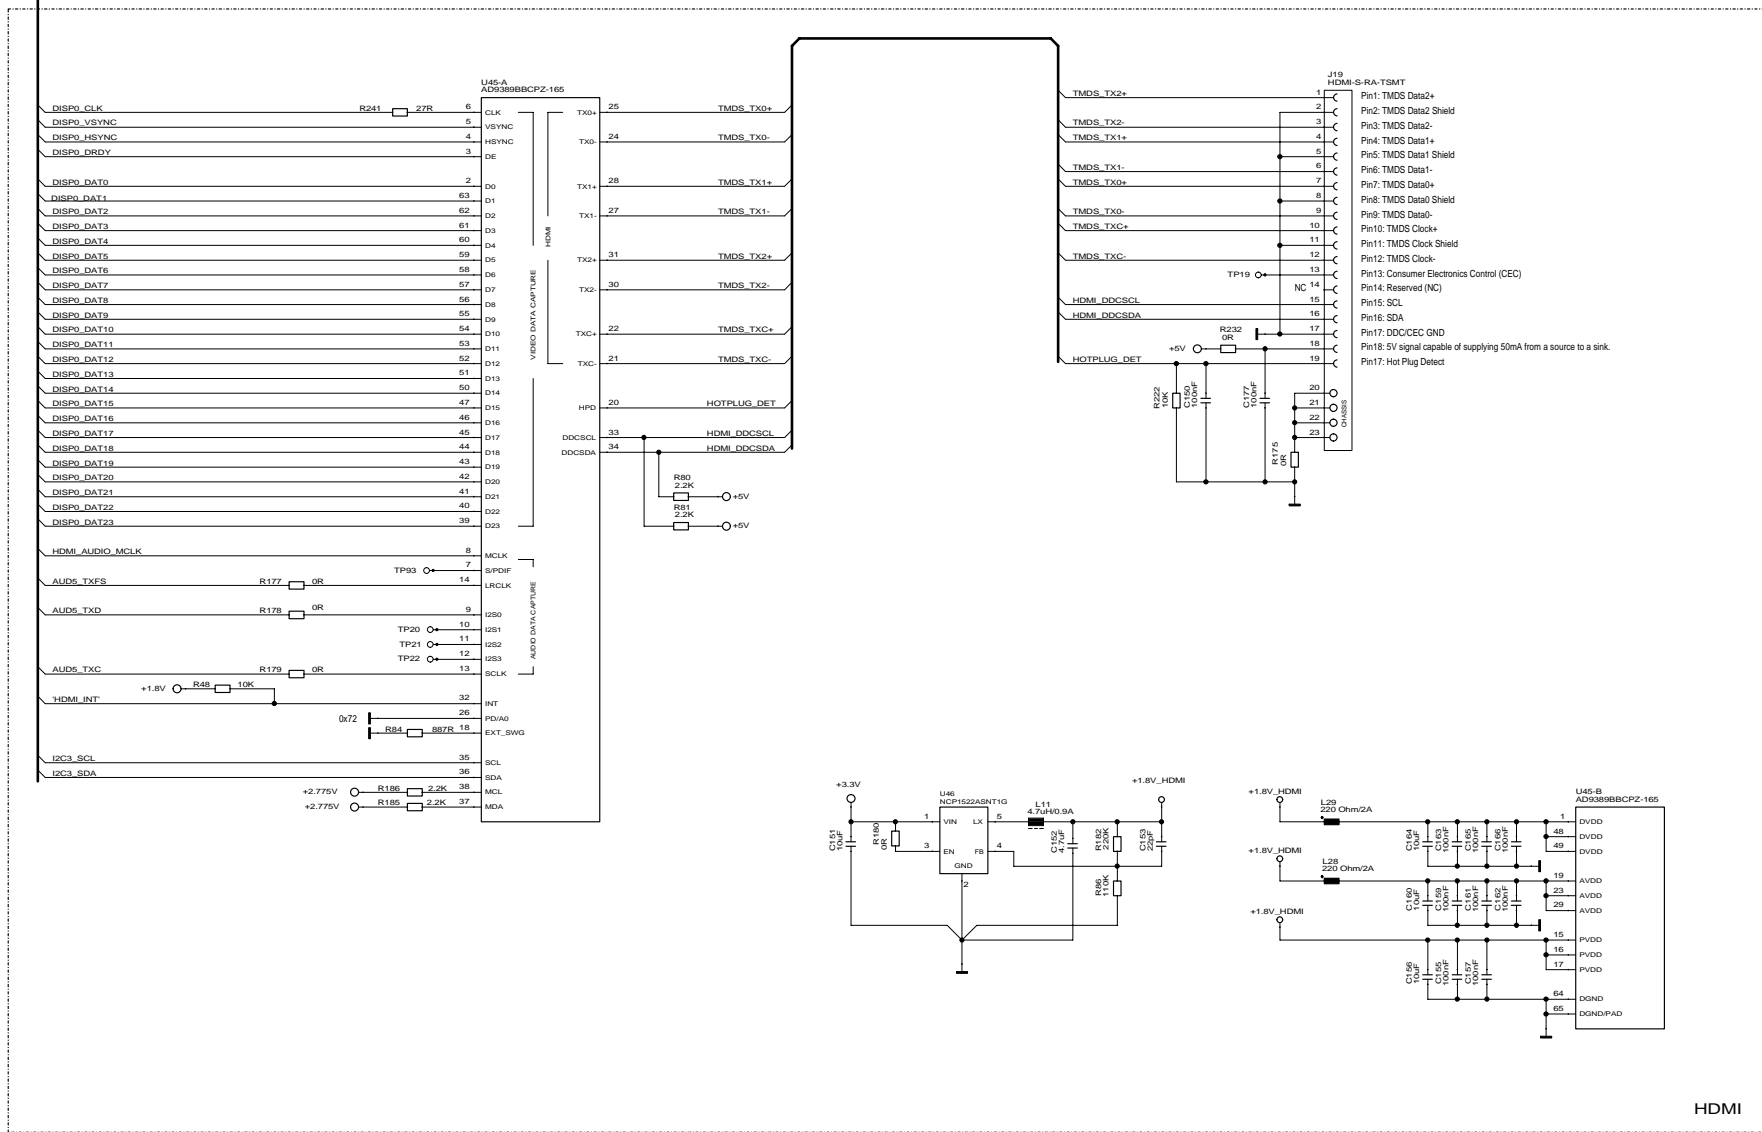 U45-A
AD9389BBCPZ-165
DISP0_CLK R241 27R 6 CLK TX0+ 25 TMDS_TX0+
DISP0_VSYNC 5 VSYNC
DISP0_HSYNC 4 HSYNC TX0- 24 TMDS_TX0-
DISP0_DRDY 3 DE
DISP0_DAT0 2 D0 TX1+ 28 TMDS_TX1+
DISP0_DAT1 63 D1
DISP0_DAT2 62 D2 TX1- 27 TMDS_TX1-
DISP0_DAT3 61 D3
DISP0_DAT4 60 D4
DISP0_DAT5 59 D5 TX2+ 31 TMDS_TX2+
DISP0_DAT6 58 D6
DISP0_DAT7 57 D7 TX2- 30 TMDS_TX2-
DISP0_DAT8 56 D8
DISP0_DAT9 55 D9
DISP0_DAT10 54 D10 TXC+ 22 TMDS_TXC+
DISP0_DAT11 53 D11
DISP0_DAT12 52 D12 TXC- 21 TMDS_TXC-
DISP0_DAT13 51 D13
DISP0_DAT14 50 D14
DISP0_DAT15 47 D15 HPD 20 HOTPLUG_DET
DISP0_DAT16 46 D16
DISP0_DAT17 45 D17 DDCSCL 33 HDMI_DDCSCL
DISP0_DAT18 44 D18 DDCSDA 34 HDMI_DDCSDA
DISP0_DAT19 43 D19
DISP0_DAT20 42 D20
DISP0_DAT21 41 D21
DISP0_DAT22 40 D22
DISP0_DAT23 39 D23
HDMI
VIDEO DATA CAPTURE
R80
2.2K
+5V
R81
2.2K
+5V
HDMI_AUDIO_MCLK 8 MCLK
TP93 7 S/PDIF
AUD5_TXFS R177 0R 14 LRCLK
AUD5_TXD R178 0R 9 I2S0
TP20 10 I2S1
TP21 11 I2S2
TP22 12 I2S3
AUD5_TXC R179 0R 13 SCLK
AUDIO DATA CAPTURE
+1.8V R48 10K
'HDMI_INT' 32 INT
0x72 26 PD/A0
R84 887R 18 EXT_SWG
I2C3_SCL 35 SCL
I2C3_SDA 36 SDA
+2.775V R186 2.2K 38 MCL
+2.775V R185 2.2K 37 MDA
J19
HDMI-S-RA-TSMT
TMDS_TX2+ 1 Pin1: TMDS Data2+
2 Pin2: TMDS Data2 Shield
TMDS_TX2- 3 Pin3: TMDS Data2-
TMDS_TX1+ 4 Pin4: TMDS Data1+
5 Pin5: TMDS Data1 Shield
TMDS_TX1- 6 Pin6: TMDS Data1-
TMDS_TX0+ 7 Pin7: TMDS Data0+
8 Pin8: TMDS Data0 Shield
TMDS_TX0- 9 Pin9: TMDS Data0-
TMDS_TXC+ 10 Pin10: TMDS Clock+
11 Pin11: TMDS Clock Shield
TMDS_TXC- 12 Pin12: TMDS Clock-
TP19 13 Pin13: Consumer Electronics Control (CEC)
NC 14 Pin14: Reserved (NC)
HDMI_DDCSCL 15 Pin15: SCL
HDMI_DDCSDA 16 Pin16: SDA
17 Pin17: DDC/CEC GND
R232
0R
+5V 18 Pin18: 5V signal capable of supplying 50mA from a source to a sink.
HOTPLUG_DET 19 Pin17: Hot Plug Detect
R222
10K
C150
100nF
C177
100nF
20
21
22
23
CHASSIS
R175
0R
+3.3V
U46
NCP1522ASNT1G
+1.8V_HDMI
C151
10uF
R180
0R
1 VIN LX 5
3 EN FB 4
GND
2
L11
4.7uH/0.9A
C152
4.7uF
R182
220K
C153
22pF
R86
110K
U45-B
AD9389BBCPZ-165
+1.8V_HDMI
L29
220 Ohm/2A
C164
10uF
C163
100nF
C165
100nF
C166
100nF
1 DVDD
48 DVDD
49 DVDD
+1.8V_HDMI
L28
220 Ohm/2A
C160
10uF
C159
100nF
C161
100nF
C162
100nF
19 AVDD
23 AVDD
29 AVDD
+1.8V_HDMI
C156
10uF
C155
100nF
C157
100nF
15 PVDD
16 PVDD
17 PVDD
64 DGND
65 DGND/PAD
HDMI